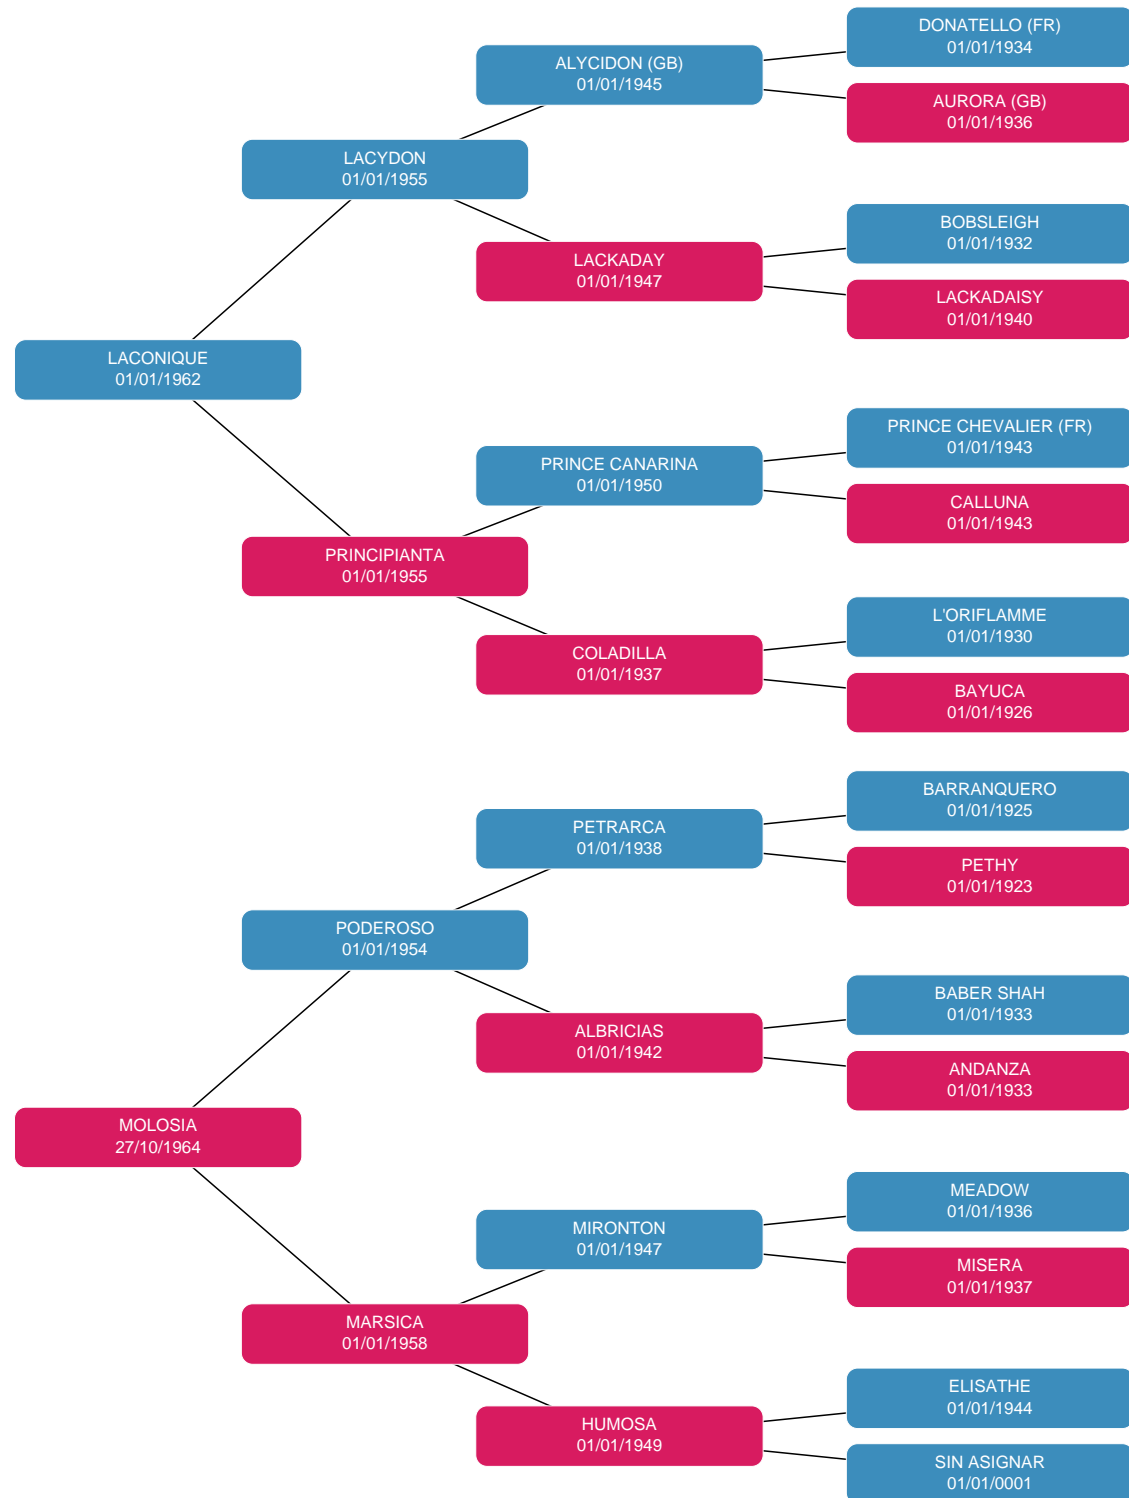 DONATELLO (FR)
01/01/1934
ALYCIDON (GB)
01/01/1945
AURORA (GB)
01/01/1936
LACYDON
01/01/1955
BOBSLEIGH
01/01/1932
LACKADAY
01/01/1947
LACKADAISY
01/01/1940
LACONIQUE
01/01/1962
PRINCE CHEVALIER (FR)
01/01/1943
PRINCE CANARINA
01/01/1950
CALLUNA
01/01/1943
PRINCIPIANTA
01/01/1955
L'ORIFLAMME
01/01/1930
COLADILLA
01/01/1937
BAYUCA
01/01/1926
BARRANQUERO
01/01/1925
PETRARCA
01/01/1938
PETHY
01/01/1923
PODEROSO
01/01/1954
BABER SHAH
01/01/1933
ALBRICIAS
01/01/1942
ANDANZA
01/01/1933
MOLOSIA
27/10/1964
MEADOW
01/01/1936
MIRONTON
01/01/1947
MISERA
01/01/1937
MARSICA
01/01/1958
ELISATHE
01/01/1944
HUMOSA
01/01/1949
SIN ASIGNAR
01/01/0001